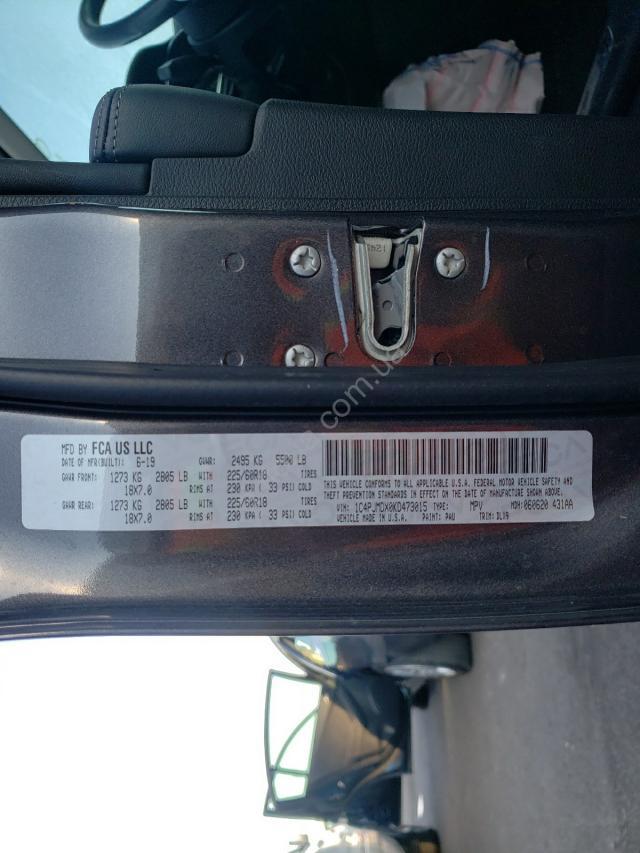 MFD BY FCA US LLC
DATE OF MFR(BUILT): 6-19 GVWR: 2495 KG 5500 LB
GAWR FRONT: 1273 KG 2805 LB WITH 225/60R18 TIRES
18X7.0 RIMS AT 230 KPA ( 33 PSI) COLD
GAWR REAR: 1273 KG 2805 LB WITH 225/60R18 TIRES
18X7.0 RIMS AT 230 KPA ( 33 PSI) COLD
THIS VEHICLE CONFORMS TO ALL APPLICABLE U.S.A. FEDERAL MOTOR VEHICLE SAFETY AND
THEFT PREVENTION STANDARDS IN EFFECT ON THE DATE OF MANUFACTURE SHOWN ABOVE.
VIN: 1C4PJMDX0KD473015 TYPE: MPV MDH:060620 431AA
VEHICLE MADE IN U.S.A. PAINT: PAU TRIM: DLX9